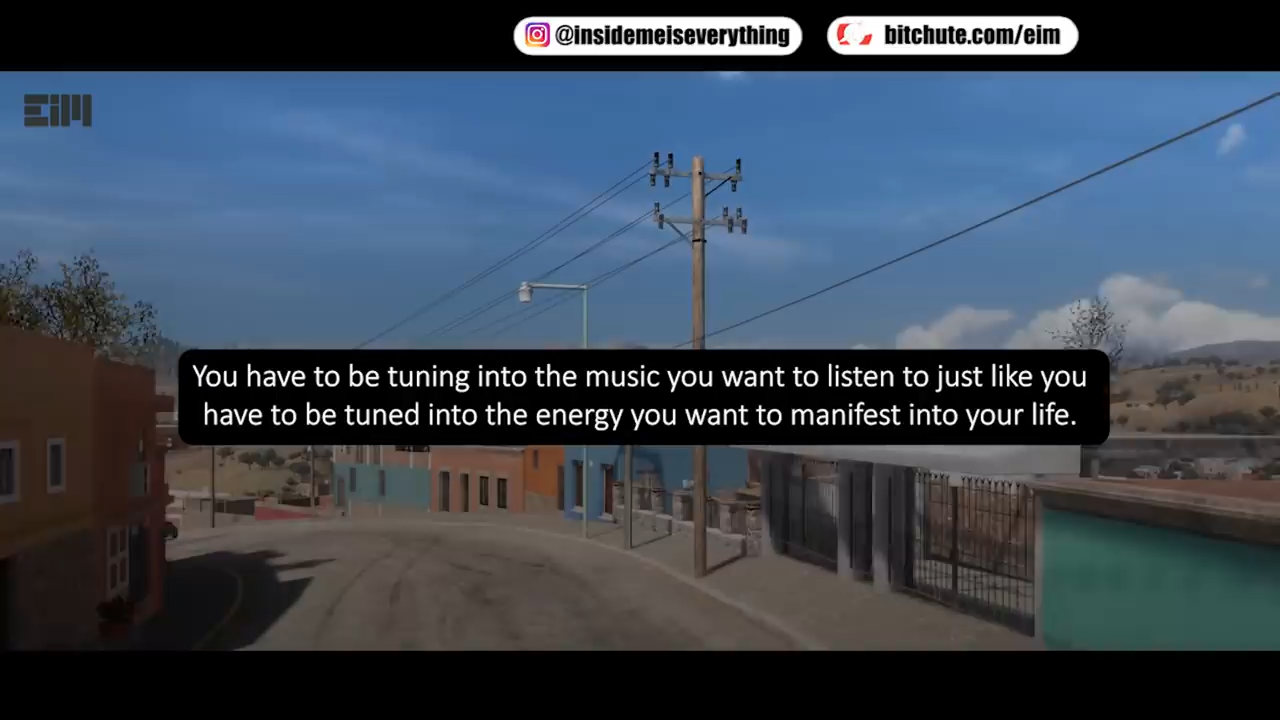 @insidemeiseverything
bitchute.com/eim
EIM
You have to be tuning into the music you want to listen to just like you
have to be tuned into the energy you want to manifest into your life.